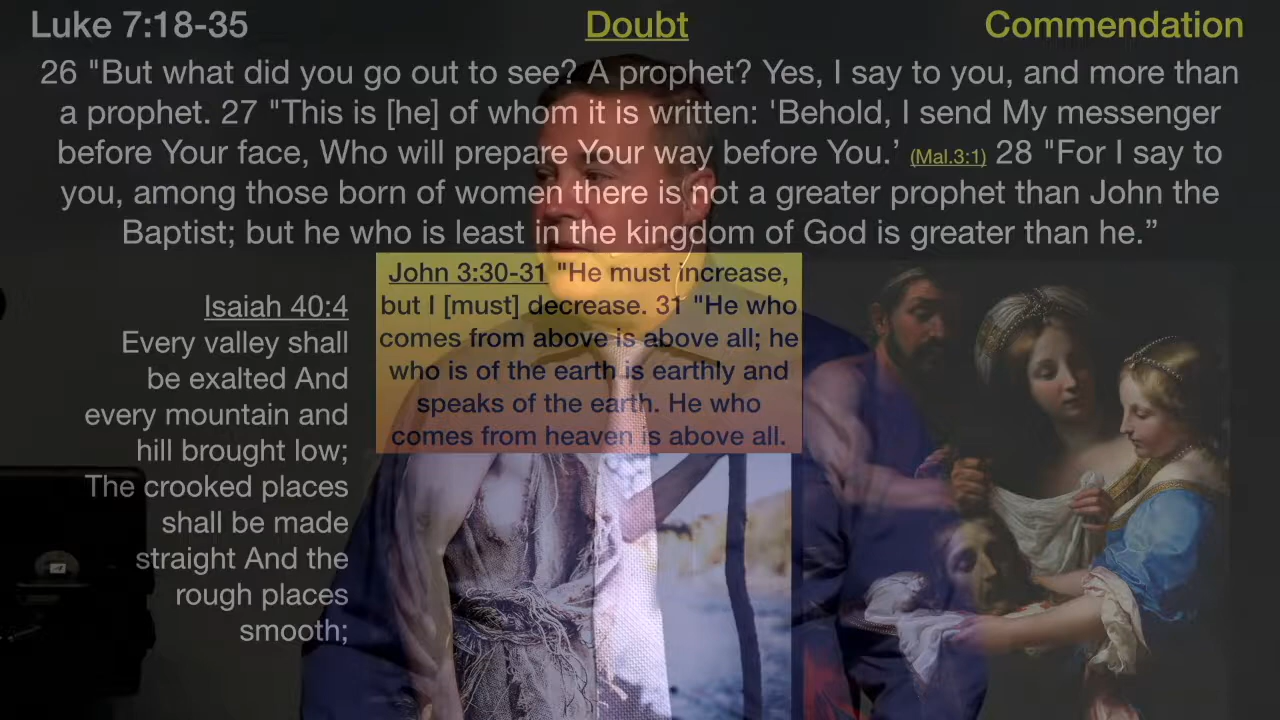 Luke 7:18-35 Doubt Commendation
26 "But what did you go out to see? A prophet? Yes, I say to you, and more than
a prophet. 27 "This is [he] of whom it is written: 'Behold, I send My messenger
before Your face, Who will prepare Your way before You.’ (Mal.3:1) 28 "For I say to
you, among those born of women there is not a greater prophet than John the
Baptist; but he who is least in the kingdom of God is greater than he.”
Isaiah 40:4
Every valley shall
be exalted And
every mountain and
hill brought low;
The crooked places
shall be made
straight And the
rough places
smooth;
John 3:30-31 "He must increase,
but I [must] decrease. 31 "He who
comes from above is above all; he
who is of the earth is earthly and
speaks of the earth. He who
comes from heaven is above all.